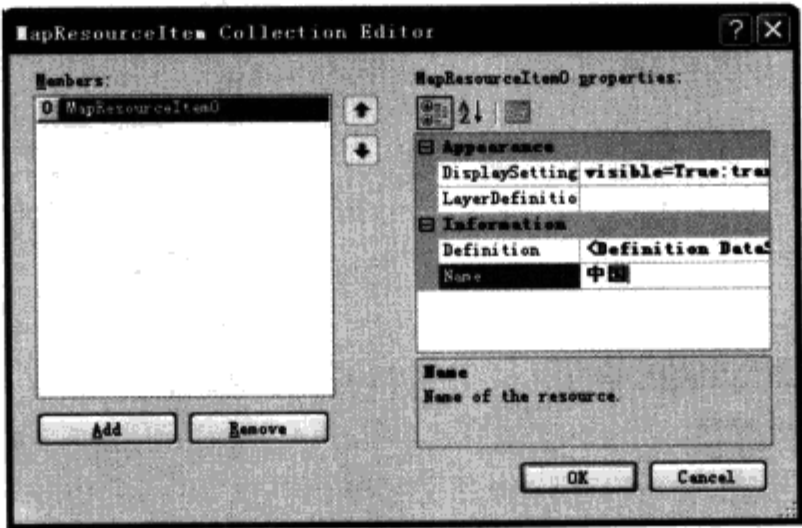 MapResourceItem Collection Editor
Members:
MapResourceItem0 properties:
0 MapResourceItem0
Appearance
DisplaySetting visible=True:tran
LayerDefinitio
Information
Definition <Definition DataS
Name 中国
Name
Name of the resource.
Add Remove
OK Cancel